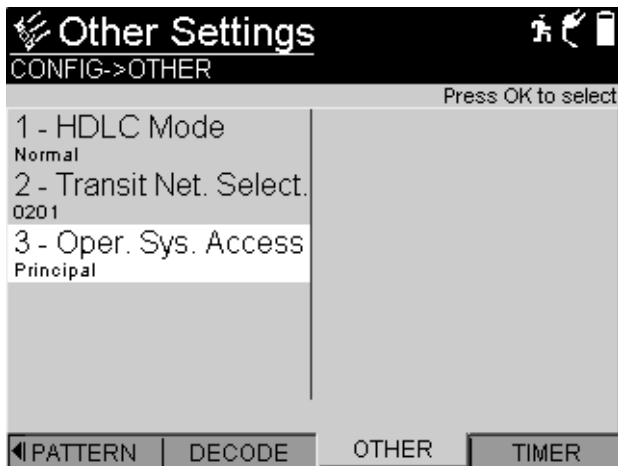 Other Settings
CONFIG->OTHER
Press OK to select
1 - HDLC Mode
Normal
2 - Transit Net. Select.
0201
3 - Oper. Sys. Access
Principal
PATTERN DECODE OTHER TIMER